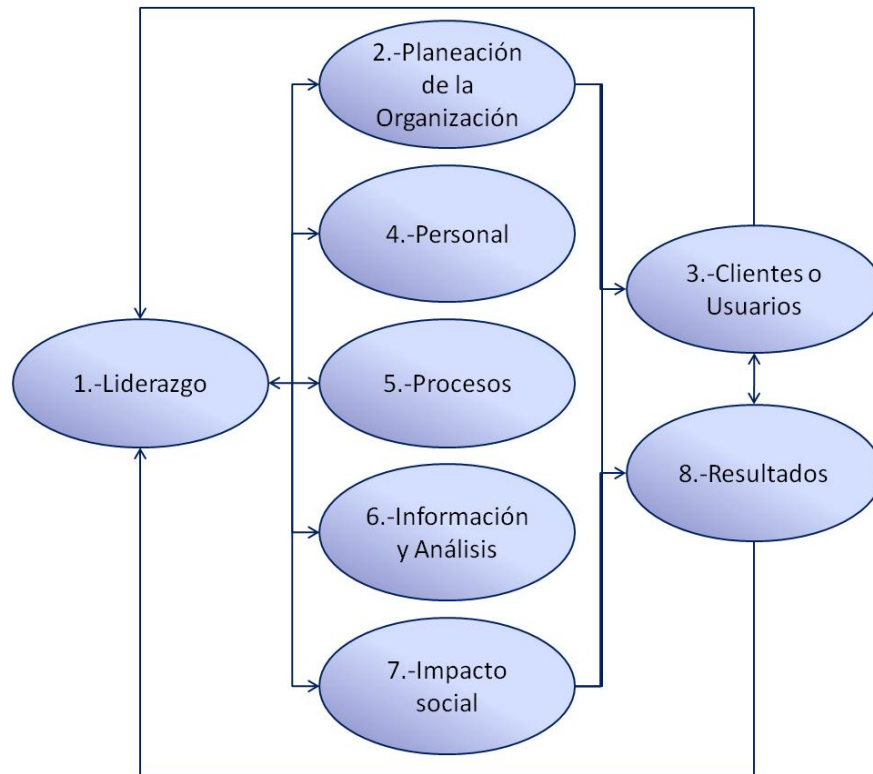 2.-Planeación
de la
Organización
4.-Personal
3.-Clientes o
Usuarios
1.-Liderazgo
5.-Procesos
8.-Resultados
6.-Información
y Análisis
7.-Impacto
social